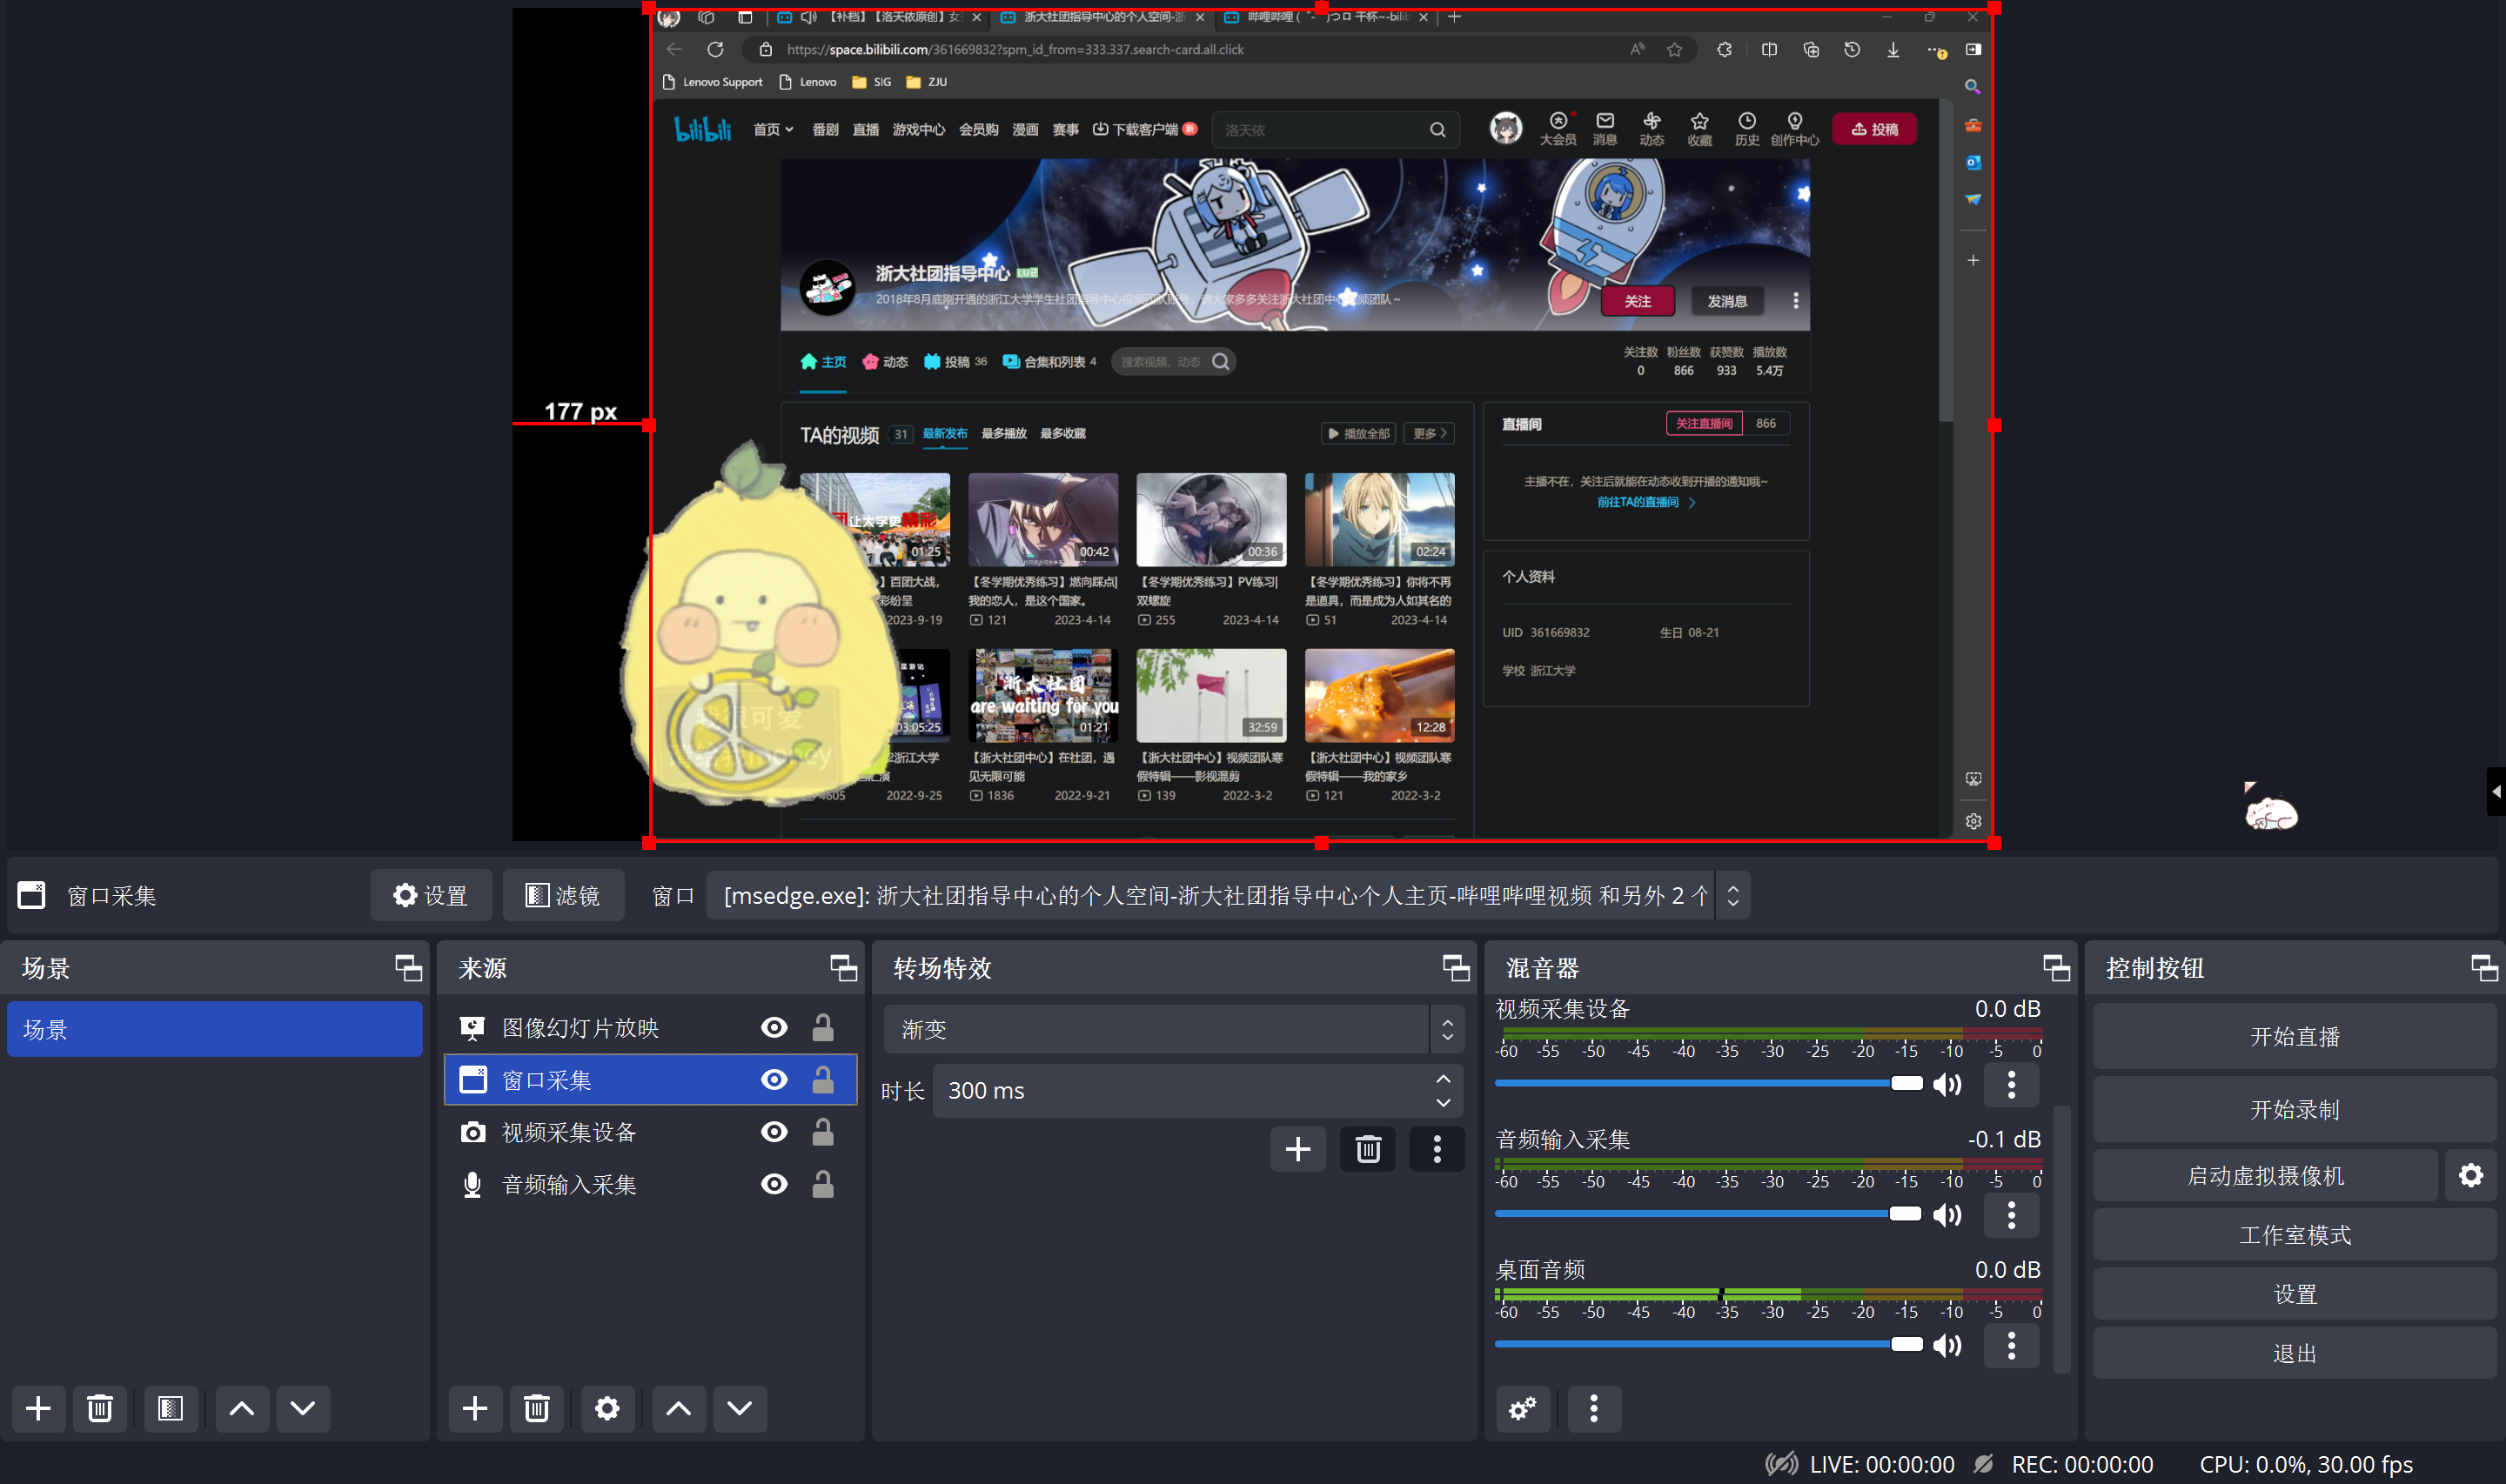 【补档】【洛天依原创】女
浙大社团指导中心的个人空间-浙
哔哩哔哩 (゜-゜)つロ 干杯~-bili
https://space.bilibili.com/361669832?spm_id_from=333.337.search-card.all.click
Lenovo Support Lenovo SIG ZJU
bilibili 首页 番剧 直播 游戏中心 会员购 漫画 赛事 下载客户端 新 洛天依 大会员 消息 动态 收藏 历史 创作中心 投稿
浙大社团指导中心 LV2
2018年8月底刚开通的浙江大学学生社团指导中心视频团队账号，请大家多多关注浙大社团中心视频团队～
关注 发消息
主页 动态 投稿 36 合集和列表 4 搜索视频、动态
关注数 粉丝数 获赞数 播放数
0 866 933 5.4万
177 px
TA的视频 31 最新发布 最多播放 最多收藏 播放全部 更多
直播间 关注直播间 866
主播不在，关注后就能在动态收到开播的通知哦~
前往TA的直播间
团让大学更精彩
01:25 00:42 00:36 02:24
】百团大战，
彩纷呈
2023-9-19
【冬学期优秀练习】燃向踩点|
我的恋人，是这个国家。
121 2023-4-14
【冬学期优秀练习】PV练习|
双螺旋
255 2023-4-14
【冬学期优秀练习】你将不再
是道具，而是成为人如其名的
51 2023-4-14
个人资料
UID 361669832 生日 08-21
学校 浙江大学
我很可爱
请给我money
浙大社团
are waiting for you
03:05:25 01:21 32:59 12:28
2浙江大学
汇演
4605 2022-9-25
【浙大社团中心】在社团，遇
见无限可能
1836 2022-9-21
【浙大社团中心】视频团队寒
假特辑——影视混剪
139 2022-3-2
【浙大社团中心】视频团队寒
假特辑——我的家乡
121 2022-3-2
窗口采集 设置 滤镜 窗口 [msedge.exe]: 浙大社团指导中心的个人空间-浙大社团指导中心个人主页-哔哩哔哩视频 和另外 2 个
场景
场景
来源
图像幻灯片放映
窗口采集
视频采集设备
音频输入采集
转场特效
渐变
时长 300 ms
混音器
视频采集设备 0.0 dB
-60 -55 -50 -45 -40 -35 -30 -25 -20 -15 -10 -5 0
音频输入采集 -0.1 dB
-60 -55 -50 -45 -40 -35 -30 -25 -20 -15 -10 -5 0
桌面音频 0.0 dB
-60 -55 -50 -45 -40 -35 -30 -25 -20 -15 -10 -5 0
控制按钮
开始直播
开始录制
启动虚拟摄像机
工作室模式
设置
退出
LIVE: 00:00:00 REC: 00:00:00 CPU: 0.0%, 30.00 fps